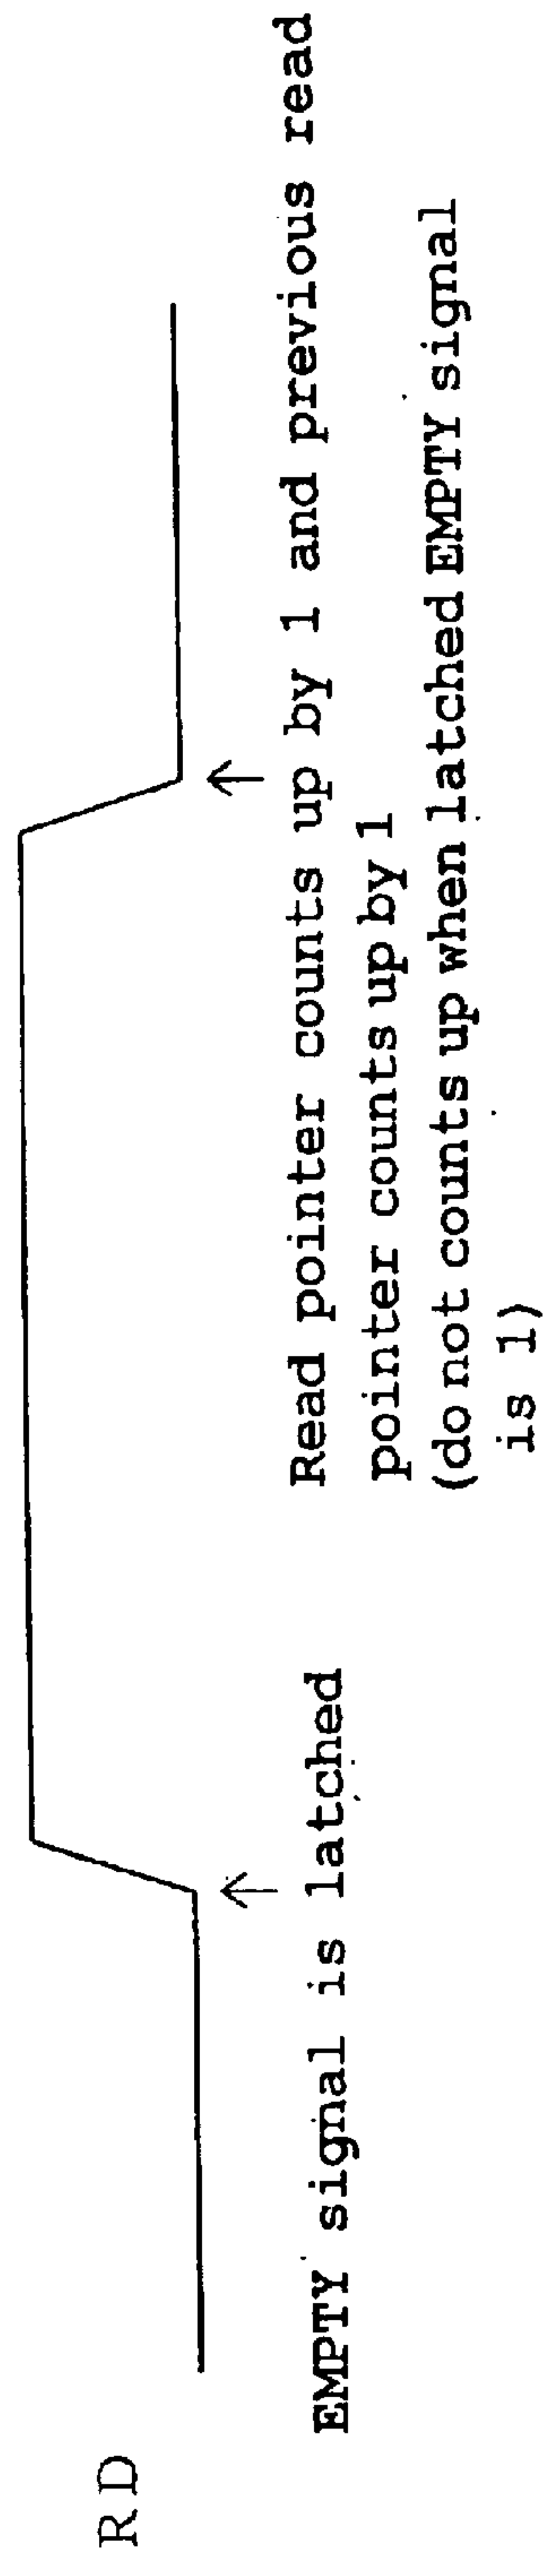 RD
EMPTY signal is latched
Read pointer counts up by 1 and previous read
pointer counts up by 1
(do not counts up when latched EMPTY signal
is 1)